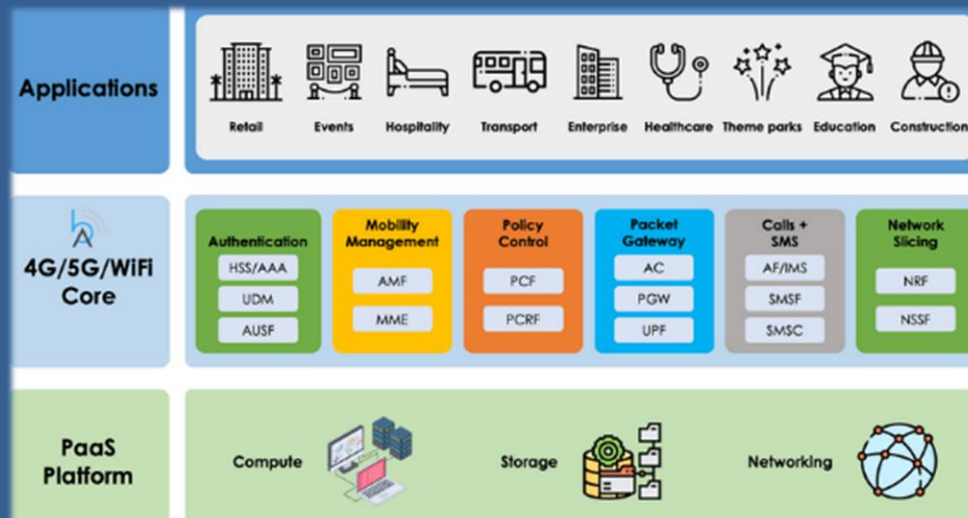 Applications
Retail
Events
Hospitality
Transport
Enterprise
Healthcare
Theme parks
Education
Construction
4G/5G/WiFi
Core
Authentication
HSS/AAA
UDM
AUSF
Mobility
Management
AMF
MME
Policy
Control
PCF
PCRF
Packet
Gateway
AC
PGW
UPF
Calls +
SMS
AF/IMS
SMSF
SMSC
Network
Slicing
NRF
NSSF
PaaS
Platform
Compute
Storage
Networking